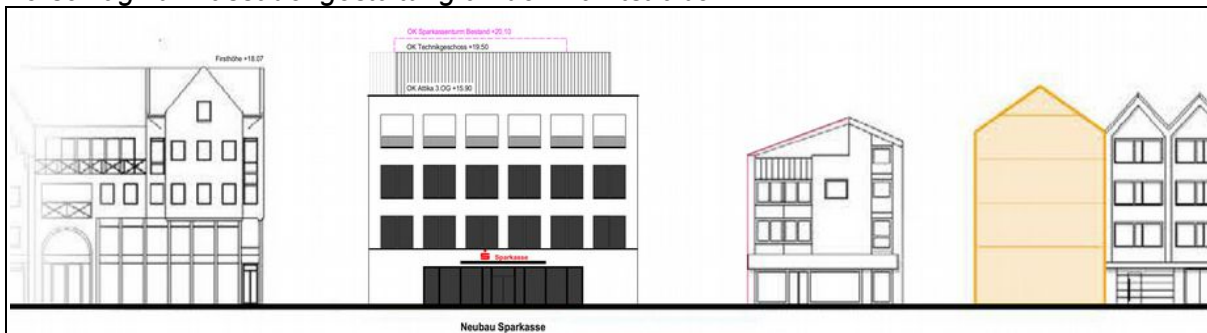 OK Sparkassenturm Bestand +20.10
OK Technikgeschoss +19.50
Firsthöhe +18.07
OK Attika 3.OG +15.90
Sparkasse
Neubau Sparkasse